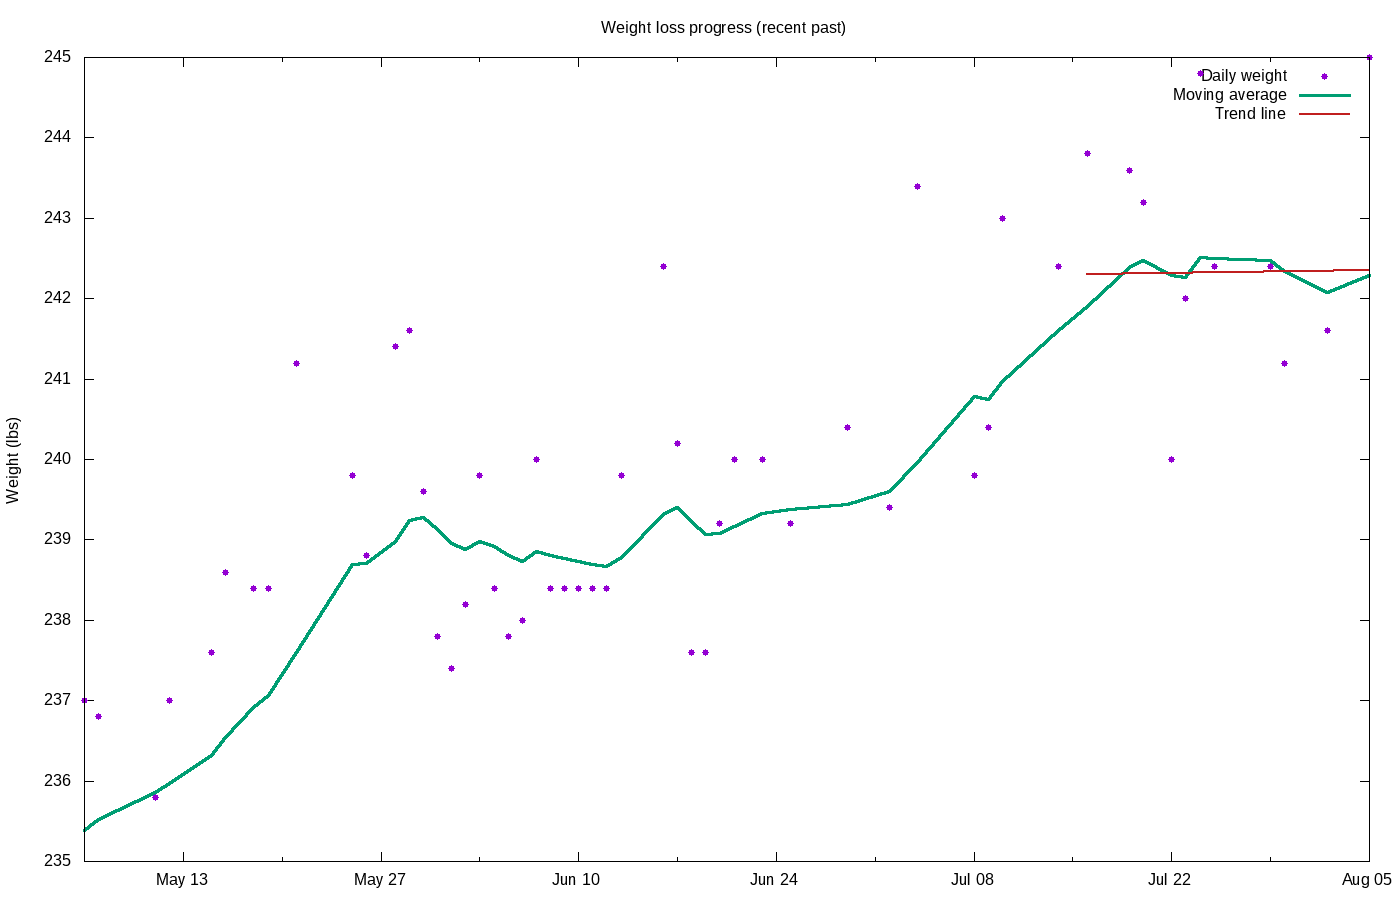 Weight loss progress (recent past)
245
244
243
242
241
240
239
238
237
236
235
Weight (lbs)
Daily weight
Moving average
Trend line
May 13
May 27
Jun 10
Jun 24
Jul 08
Jul 22
Aug 05